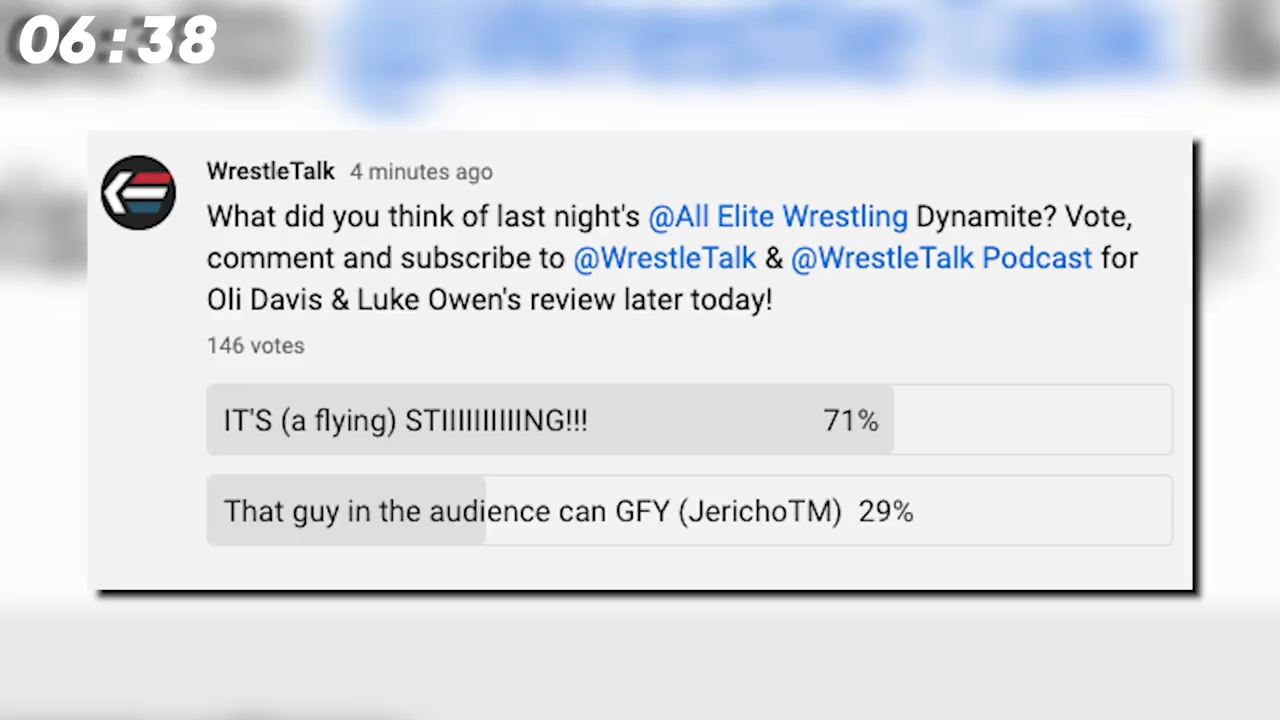 06:38
WrestleTalk 4 minutes ago
What did you think of last night's @All Elite Wrestling Dynamite? Vote,
comment and subscribe to @WrestleTalk & @WrestleTalk Podcast for
Oli Davis & Luke Owen's review later today!
146 votes
IT'S (a flying) STIIIIIIIIIING!!! 71%
That guy in the audience can GFY (JerichoTM) 29%